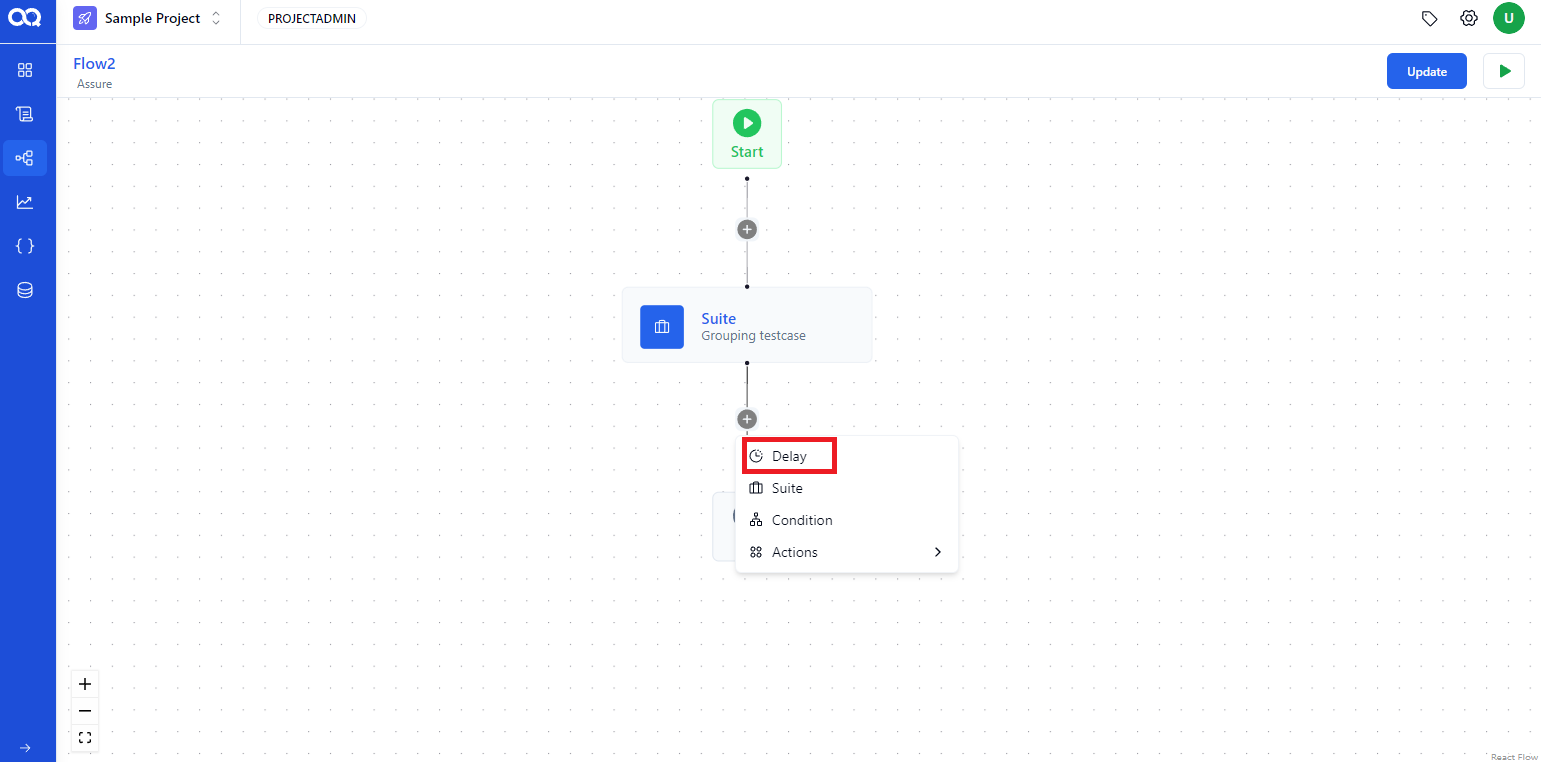 Sample Project
PROJECTADMIN
U
Flow2
Assure
Update
Start
Suite
Grouping testcase
Delay
Suite
Condition
Actions
React Flow